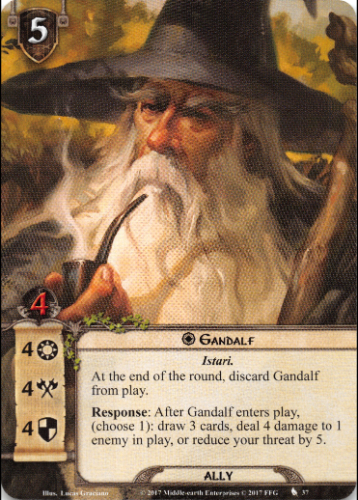 5
4
4
4
4
Gandalf
Istari.
At the end of the round, discard Gandalf
from play.
Response: After Gandalf enters play,
(choose 1): draw 3 cards, deal 4 damage to 1
enemy in play, or reduce your threat by 5.
ALLY
Illus. Lucas Graciano © 2017 Middle-earth Enterprises © 2017 FFG 37